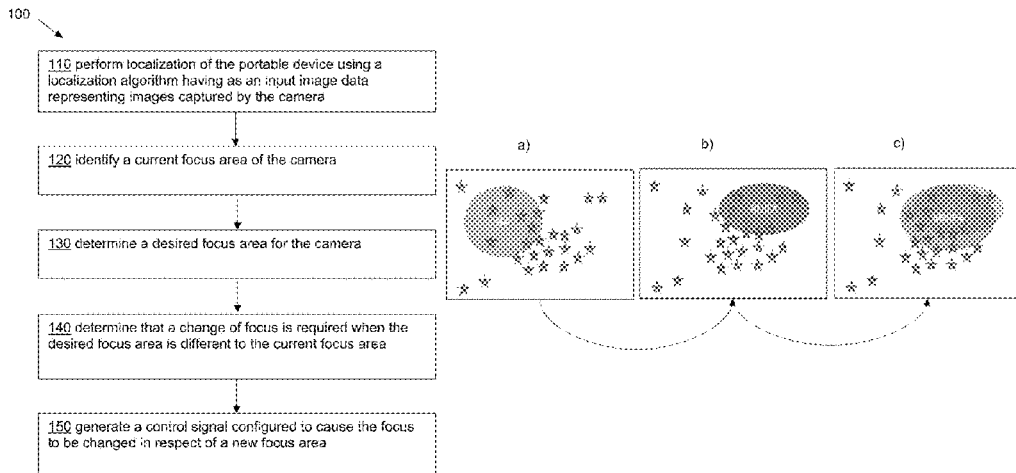 100
110 perform localization of the portable device using a
localization algorithm having as an input image data
representing images captured by the camera
120 identify a current focus area of the camera
130 determine a desired focus area for the camera
140 determine that a change of focus is required when the
desired focus area is different to the current focus area
150 generate a control signal configured to cause the focus
to be changed in respect of a new focus area
a)
b)
c)